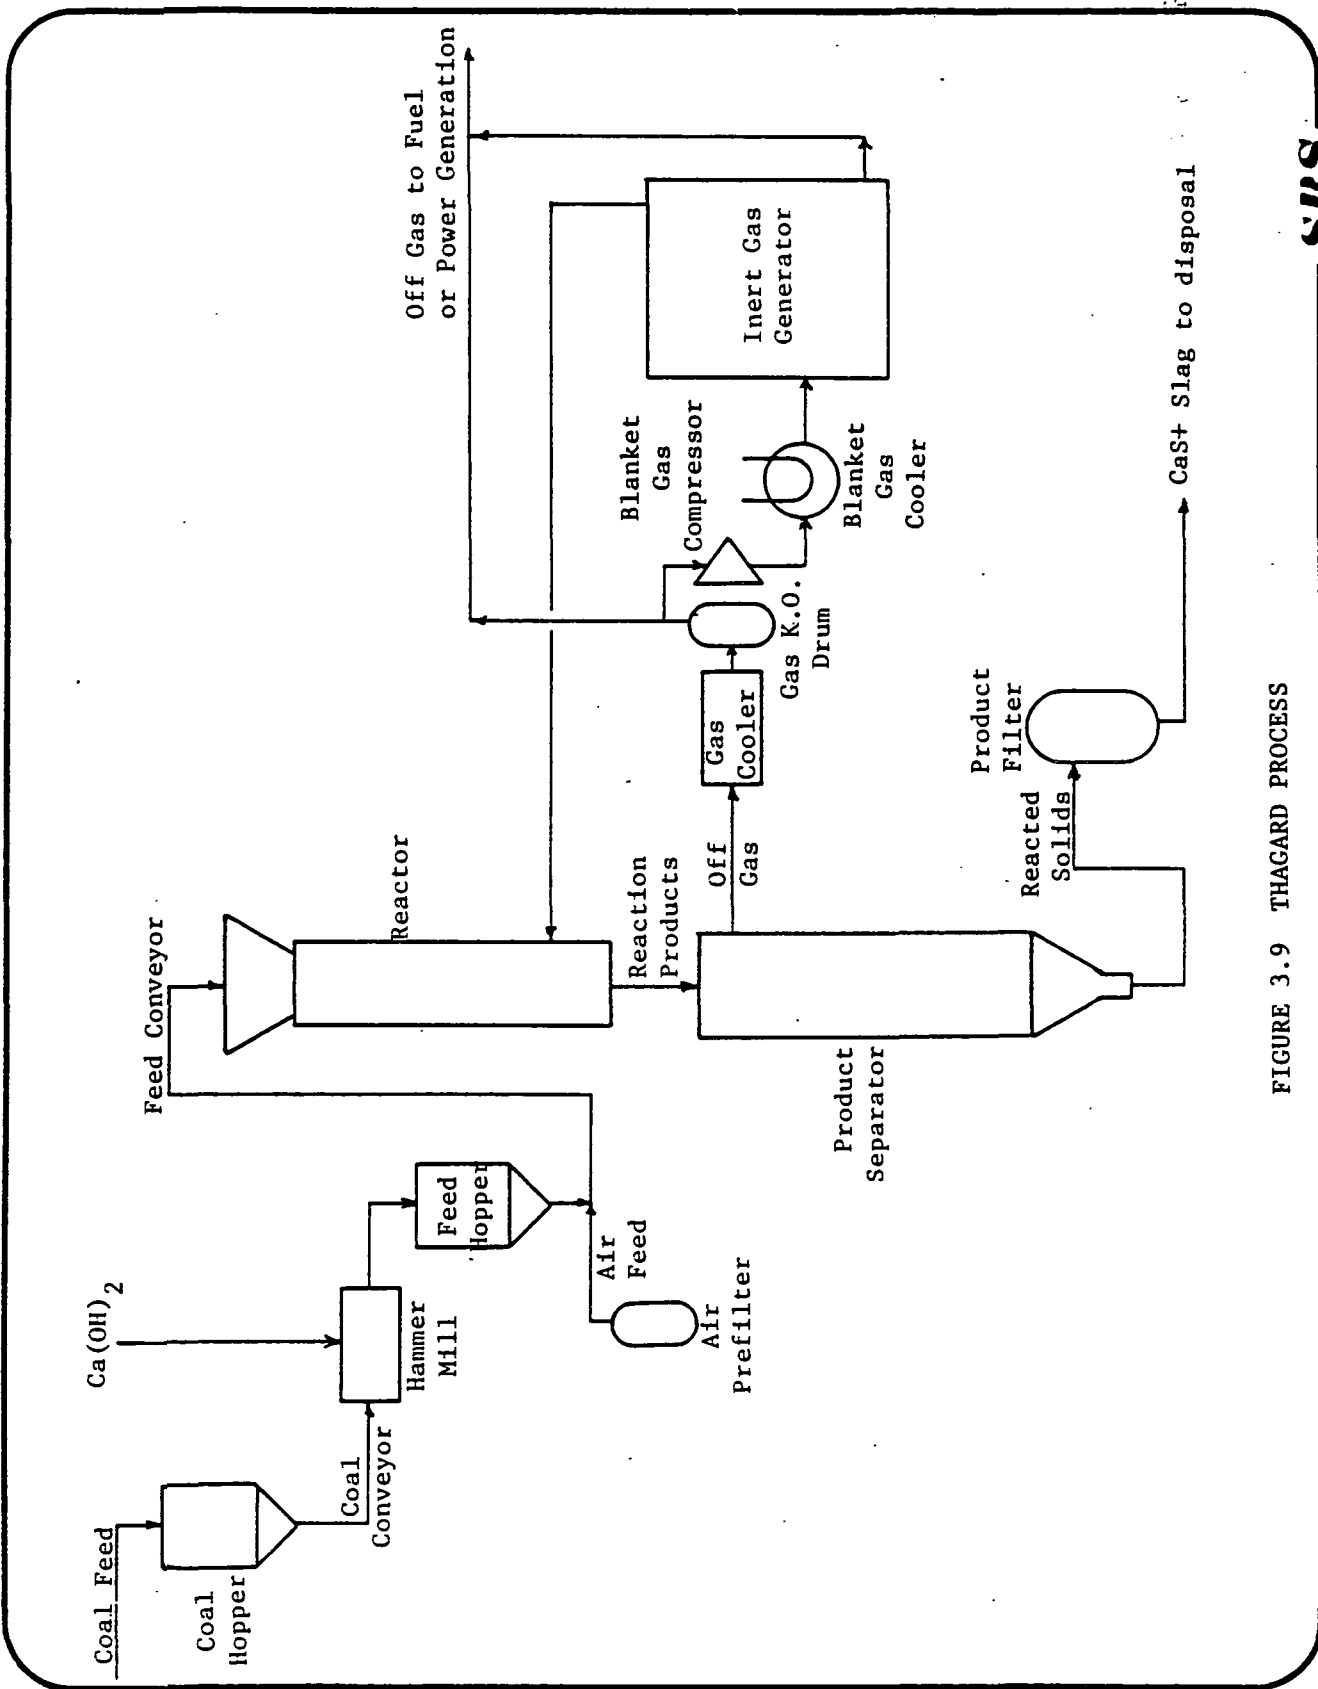 Coal Feed
Coal
Hopper
Coal
Conveyor
Ca(OH)2
Hammer
Mill
Feed
Hopper
Air
Feed
Air
Prefilter
Feed Conveyor
Reactor
Reaction
Products
Product
Separator
Off
Gas
Gas
Cooler
Gas K.O.
Drum
Blanket
Gas
Compressor
Blanket
Gas
Cooler
Inert Gas
Generator
Off Gas to Fuel
or Power Generation
Reacted
Solids
Product
Filter
CaS+ Slag to disposal
FIGURE 3.9 THAGARD PROCESS